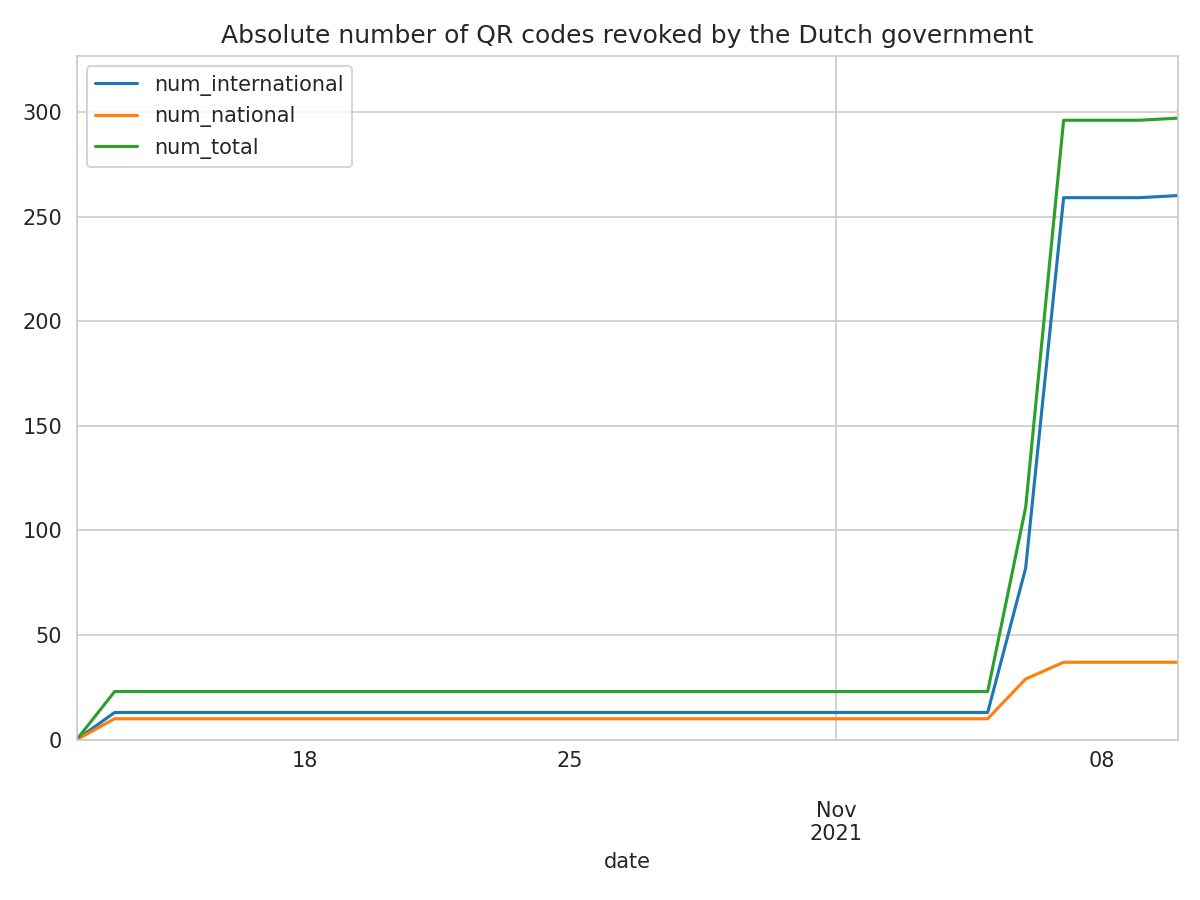 Absolute number of QR codes revoked by the Dutch government
num_international
num_national
num_total
300
250
200
150
100
50
0
18
25
08
Nov
2021
date